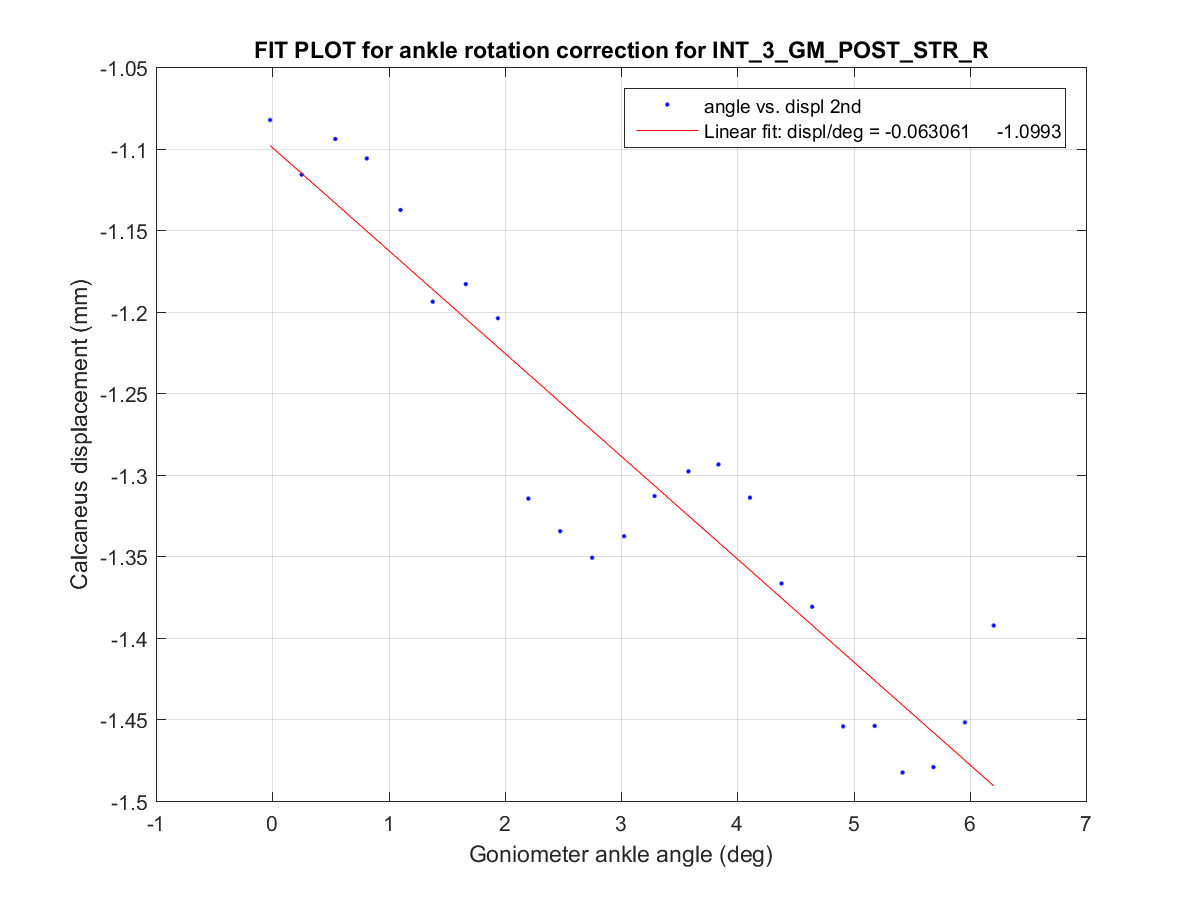 FIT PLOT for ankle rotation correction for INT_3_GM_POST_STR_R
angle vs. displ 2nd
Linear fit: displ/deg = -0.063061 -1.0993
-1.05
-1.1
-1.15
-1.2
-1.25
-1.3
-1.35
-1.4
-1.45
-1.5
Calcaneus displacement (mm)
-1 0 1 2 3 4 5 6 7
Goniometer ankle angle (deg)